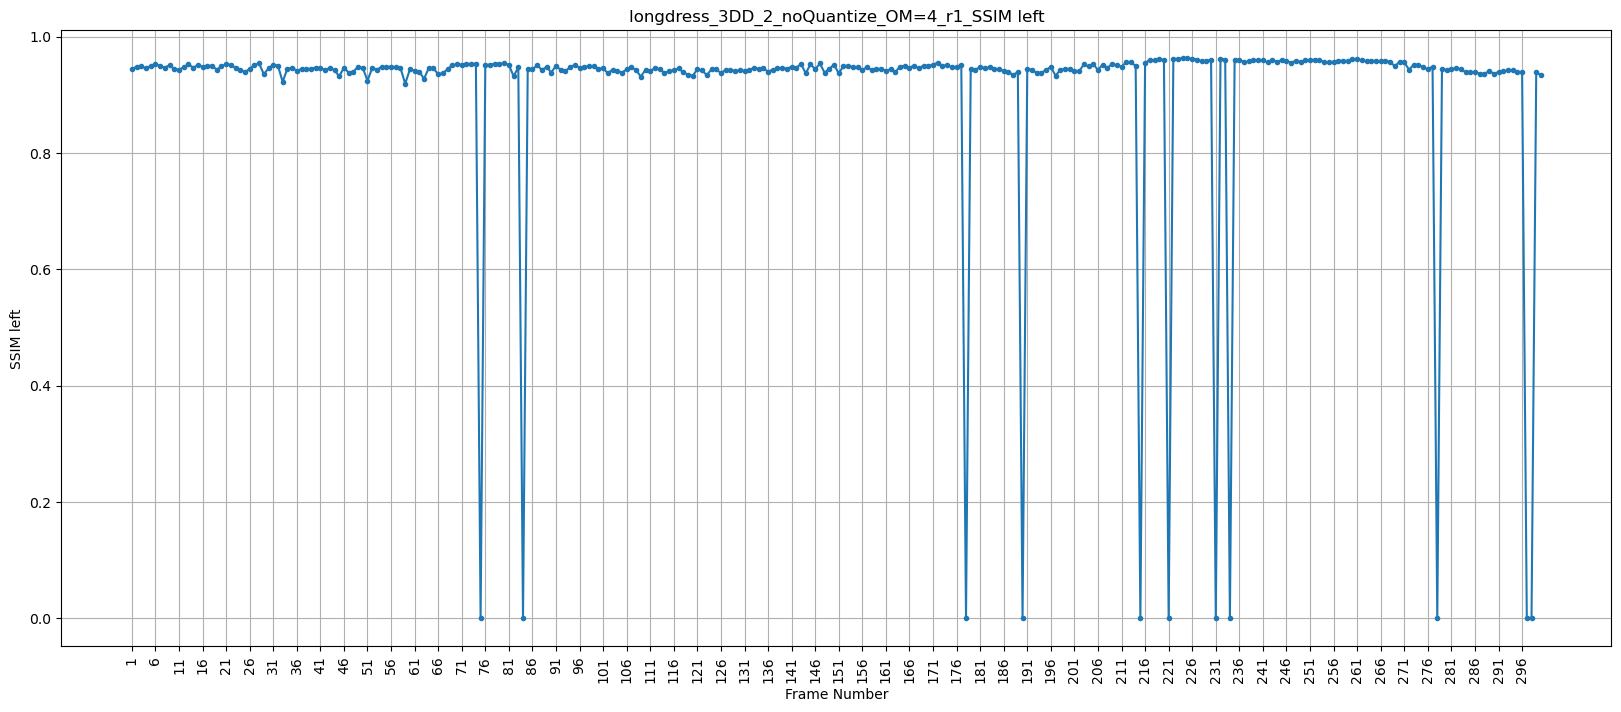 longdress_3DD_2_noQuantize_OM=4_r1_SSIM left
1.0
0.8
0.6
0.4
0.2
0.0
SSIM left
1 6 11 16 21 26 31 36 41 46 51 56 61 66 71 76 81 86 91 96 101 106 111 116 121 126 131 136 141 146 151 156 161 166 171 176 181 186 191 196 201 206 211 216 221 226 231 236 241 246 251 256 261 266 271 276 281 286 291 296
Frame Number